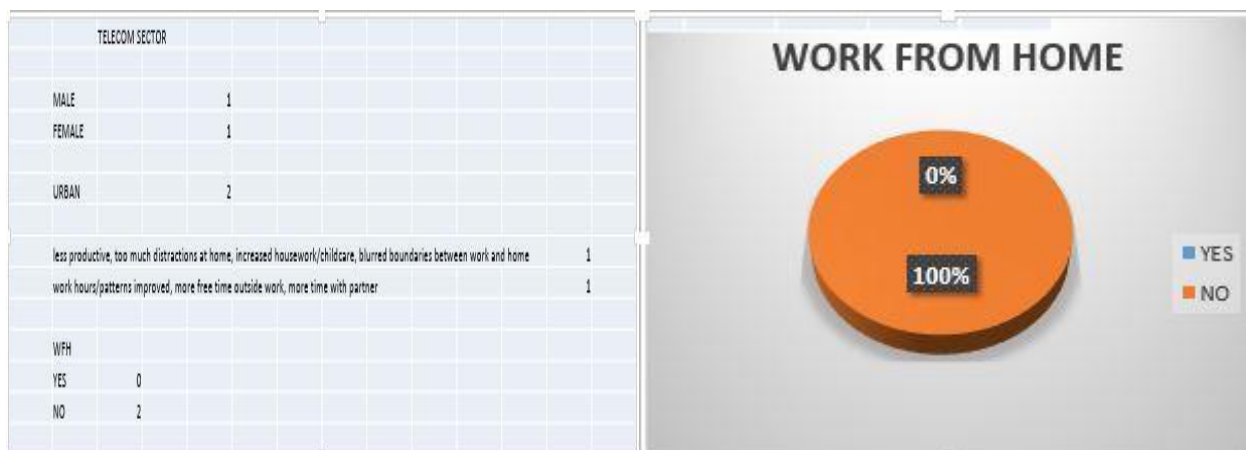 TELECOM SECTOR
MALE 1
FEMALE 1
URBAN 2
less productive, too much distractions at home, increased housework/childcare, blurred boundaries between work and home 1
work hours/patterns improved, more free time outside work, more time with partner 1
WFH
YES 0
NO 2
WORK FROM HOME
0%
100%
YES
NO